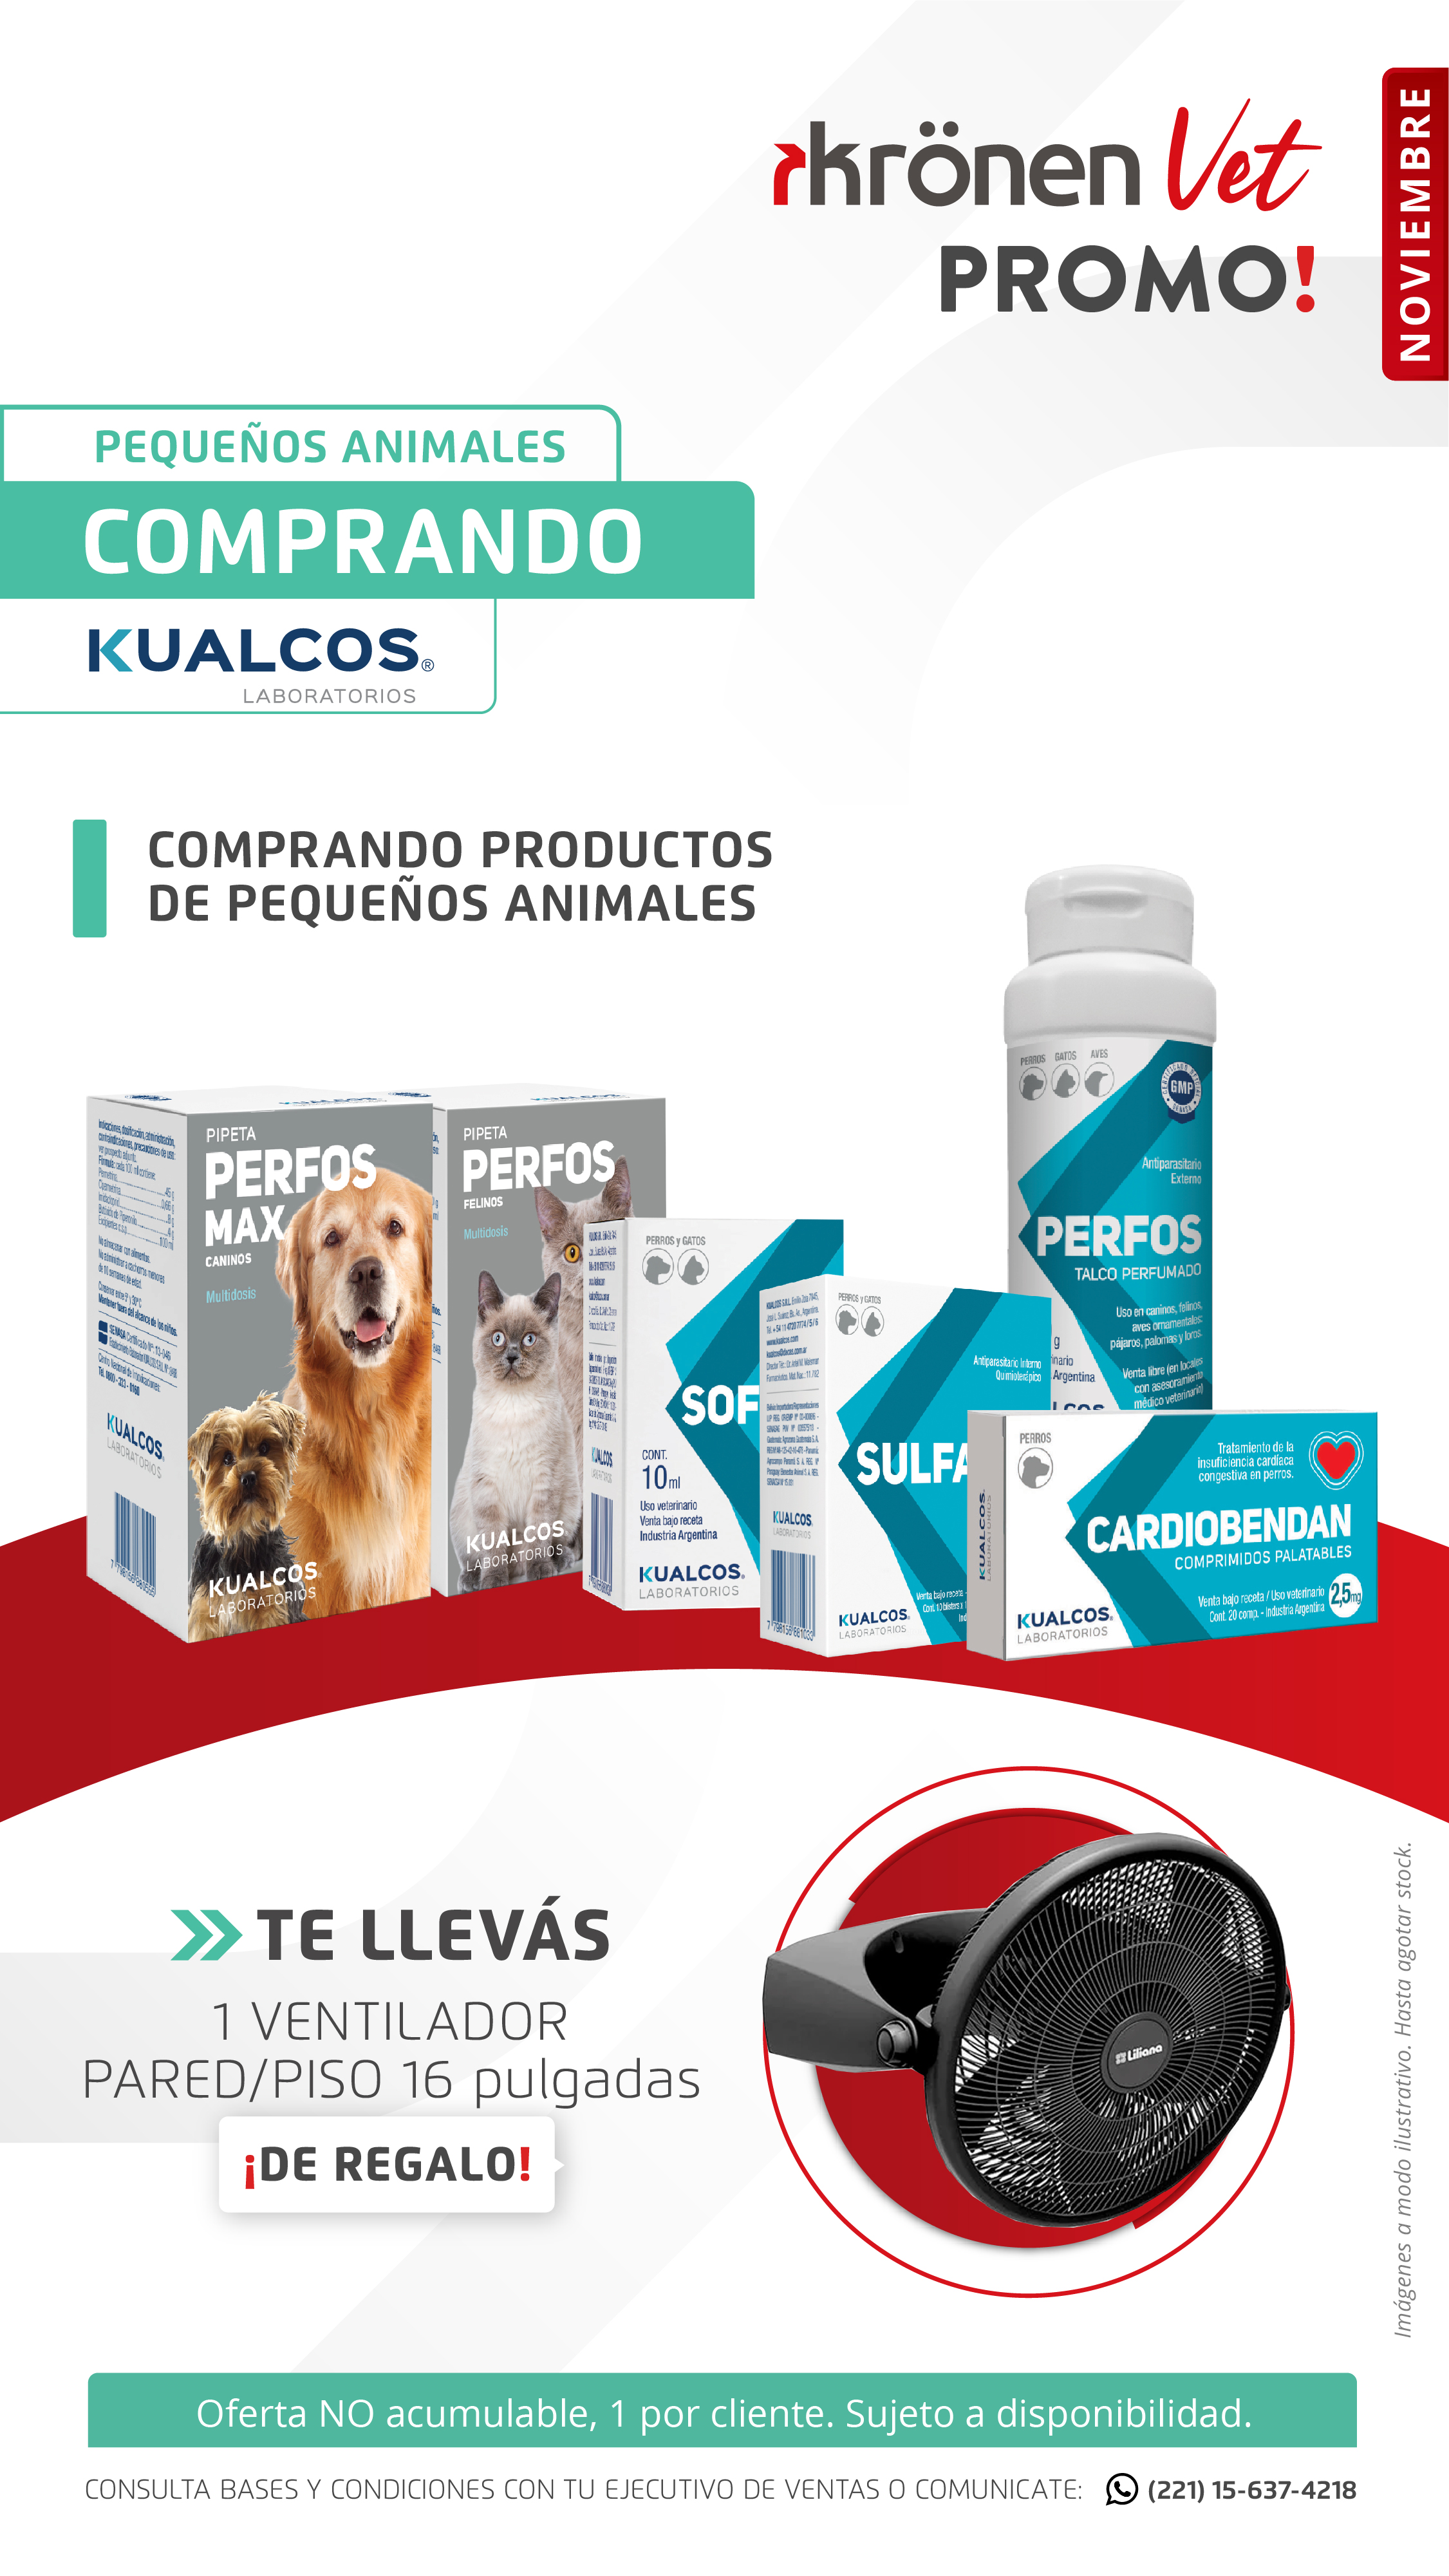 krönen Vet
PROMO!
NOVIEMBRE
PEQUEÑOS ANIMALES
COMPRANDO
KUALCOS®
LABORATORIOS
COMPRANDO PRODUCTOS
DE PEQUEÑOS ANIMALES
PIPETA
PERFOS
MAX
CANINOS
Multidosis
KUALCOS
LABORATORIOS
KUALCOS
LABORATORIOS
PIPETA
PERFOS
FELINOS
Multidosis
KUALCOS
LABORATORIOS
PERROS y GATOS
SOF
CONT.
10ml
Uso veterinario
Venta bajo receta
Industria Argentina
KUALCOS
LABORATORIOS
PERROS y GATOS
Antiparasitario Interno
Quimioterápico
SULFA
KUALCOS
LABORATORIOS
KUALCOS
LABORATORIOS
PERROS GATOS AVES
GMP
Antiparasitario
Externo
PERFOS
TALCO PERFUMADO
Uso en caninos, felinos,
aves ornamentales:
pájaros, palomas y loros.
Venta libre (en locales
con asesoramiento
médico veterinario)
PERROS
Tratamiento de la
insuficiencia cardíaca
congestiva en perros.
CARDIOBENDAN
COMPRIMIDOS PALATABLES
Venta bajo receta / Uso veterinario
Cont. 20 comp. - Industria Argentina
2,5mg
KUALCOS
LABORATORIOS
KUALCOS
TE LLEVÁS
1 VENTILADOR
PARED/PISO 16 pulgadas
¡DE REGALO!
Liliana
Imágenes a modo ilustrativo. Hasta agotar stock.
Oferta NO acumulable, 1 por cliente. Sujeto a disponibilidad.
CONSULTA BASES Y CONDICIONES CON TU EJECUTIVO DE VENTAS O COMUNICATE: (221) 15-637-4218